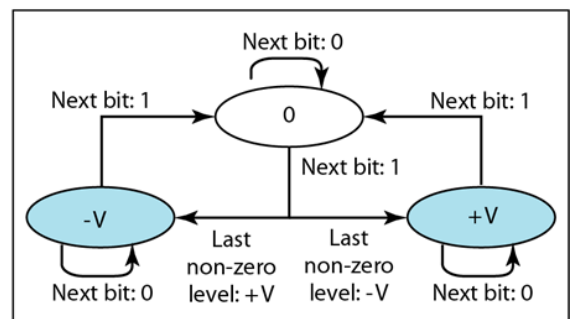 Next bit: 0
0
Next bit: 1
Next bit: 1
Next bit: 1
-V
+V
Last
non-zero
level: +V
Last
non-zero
level: -V
Next bit: 0
Next bit: 0